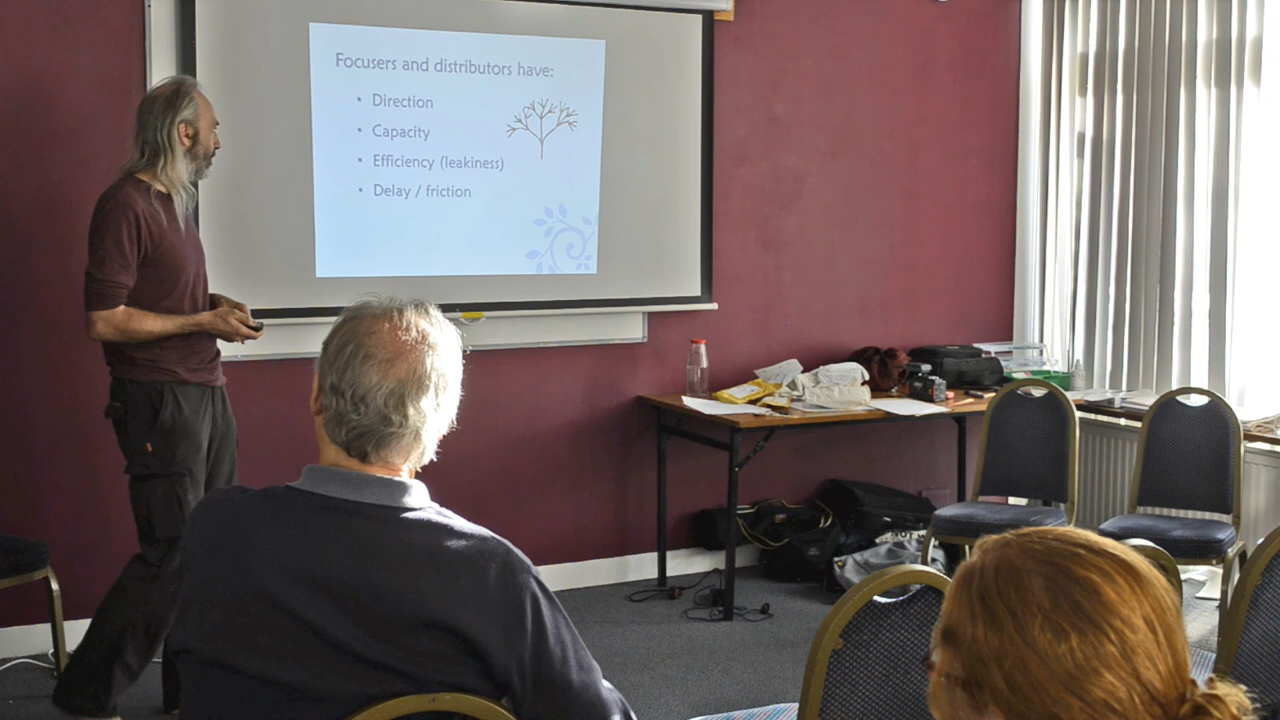 Focusers and distributors have:
• Direction
• Capacity
• Efficiency (leakiness)
• Delay / friction